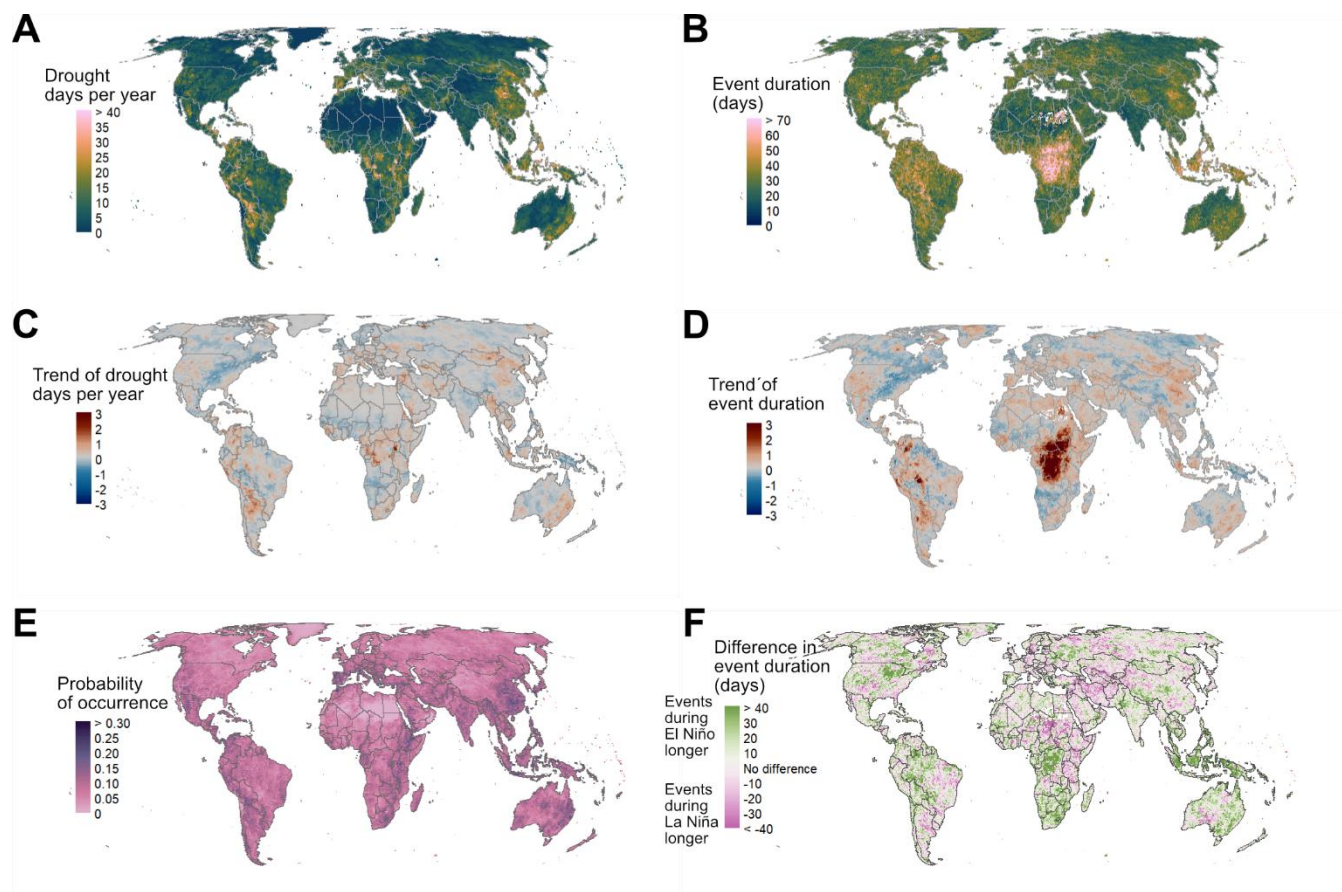 A
Drought
days per year
> 40
35
30
25
20
15
10
5
0
B
Event duration
(days)
> 70
60
50
40
30
20
10
0
C
Trend of drought
days per year
3
2
1
0
-1
-2
-3
D
Trend´of
event duration
3
2
1
0
-1
-2
-3
E
Probability
of occurrence
> 0.30
0.25
0.20
0.15
0.10
0.05
0
F
Difference in
event duration
(days)
Events
during
El Niño
longer
Events
during
La Niña
longer
> 40
30
20
10
No difference
-10
-20
-30
< -40